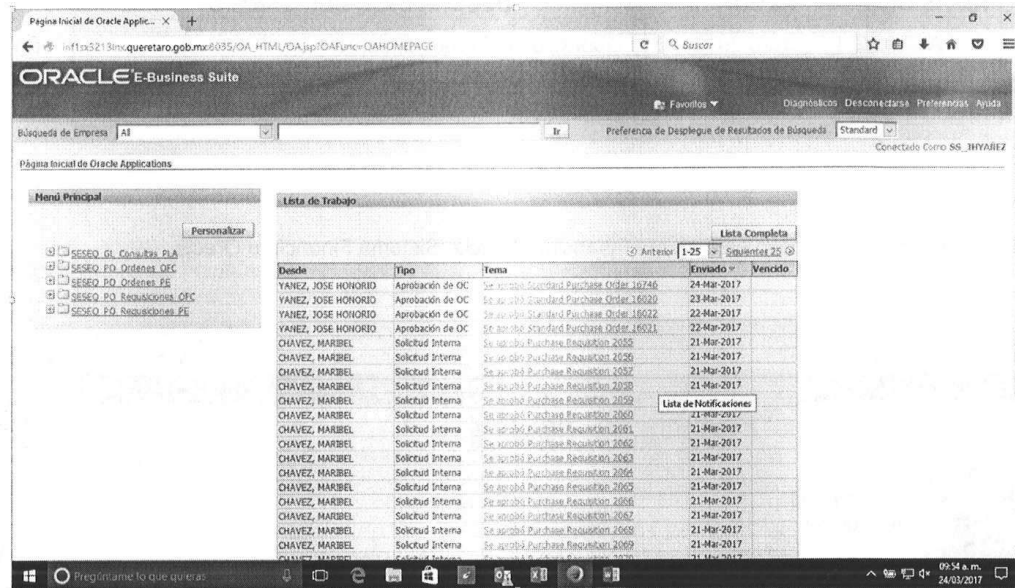 Página Inicial de Oracle Applic... × +
queretaro.gob.mx:8035/OA_HTML/OA.jsp?OAFunc=OAHOMEPAGE
Buscar
ORACLE E-Business Suite
Favoritos
Diagnósticos Desconectarse Preferencias Ayuda
Búsqueda de Empresa All Ir Preferencia de Despliegue de Resultados de Búsqueda Standard
Conectado Como
Página Inicial de Oracle Applications
Menú Principal
Personalizar
SESEQ GL Consultas PLA
SESEQ PO Ordenes OFC
SESEQ PO Ordenes PE
SESEQ PO Requisiciones OFC
SESEQ PO Requisiciones PE
Lista de Trabajo
Lista Completa
Anterior 1-25 Siguientes 25
Desde Tipo Tema Enviado Vencido
YANEZ, JOSE HONORIO Aprobación de OC Se aprobó Standard Purchase Order 16746 24-Mar-2017
YANEZ, JOSE HONORIO Aprobación de OC Se aprobó Standard Purchase Order 16020 23-Mar-2017
YANEZ, JOSE HONORIO Aprobación de OC Se aprobó Standard Purchase Order 16022 22-Mar-2017
YANEZ, JOSE HONORIO Aprobación de OC Se aprobó Standard Purchase Order 16021 22-Mar-2017
CHAVEZ, MARIBEL Solicitud Interna Se aprobó Purchase Requisition 2055 21-Mar-2017
CHAVEZ, MARIBEL Solicitud Interna Se aprobó Purchase Requisition 2056 21-Mar-2017
CHAVEZ, MARIBEL Solicitud Interna Se aprobó Purchase Requisition 2057 21-Mar-2017
CHAVEZ, MARIBEL Solicitud Interna Se aprobó Purchase Requisition 2058 21-Mar-2017
CHAVEZ, MARIBEL Solicitud Interna Se aprobó Purchase Requisition 2059 Lista de Notificaciones
CHAVEZ, MARIBEL Solicitud Interna Se aprobó Purchase Requisition 2060 21-Mar-2017
CHAVEZ, MARIBEL Solicitud Interna Se aprobó Purchase Requisition 2061 21-Mar-2017
CHAVEZ, MARIBEL Solicitud Interna Se aprobó Purchase Requisition 2062 21-Mar-2017
CHAVEZ, MARIBEL Solicitud Interna Se aprobó Purchase Requisition 2063 21-Mar-2017
CHAVEZ, MARIBEL Solicitud Interna Se aprobó Purchase Requisition 2064 21-Mar-2017
CHAVEZ, MARIBEL Solicitud Interna Se aprobó Purchase Requisition 2065 21-Mar-2017
CHAVEZ, MARIBEL Solicitud Interna Se aprobó Purchase Requisition 2066 21-Mar-2017
CHAVEZ, MARIBEL Solicitud Interna Se aprobó Purchase Requisition 2067 21-Mar-2017
CHAVEZ, MARIBEL Solicitud Interna Se aprobó Purchase Requisition 2068 21-Mar-2017
CHAVEZ, MARIBEL Solicitud Interna Se aprobó Purchase Requisition 2069 21-Mar-2017
Pregúntame lo que quieras
09:54 a. m.
24/03/2017